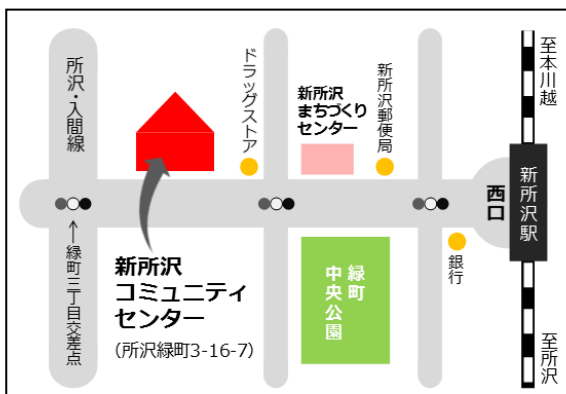 所沢・入間線
ドラッグストア
新所沢
まちづくり
センター
新所沢郵便局
至本川越
新所沢駅
西口
銀行
至所沢
緑町
中央公園
新所沢
コミュニティ
センター
(所沢緑町3-16-7)
←緑町三丁目交差点